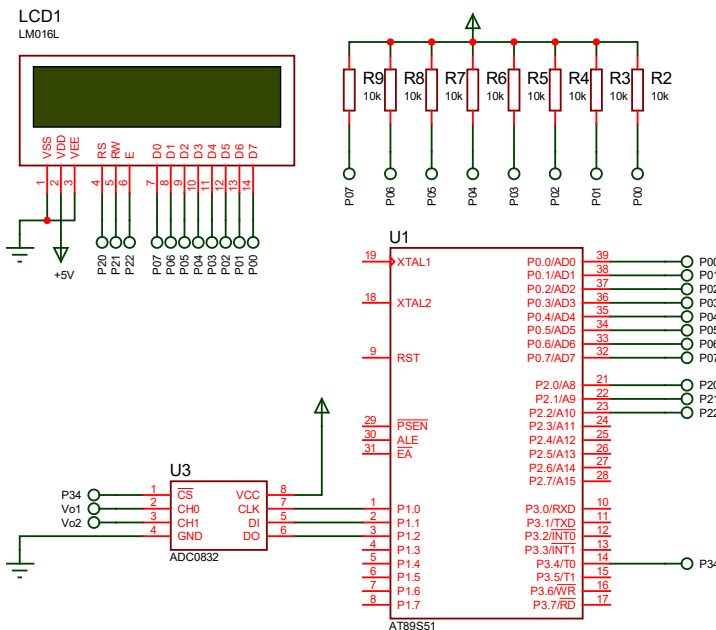 LCD1
LM016L
VSS VDD VEE RS RW E D0 D1 D2 D3 D4 D5 D6 D7
1 2 3 4 5 6 7 8 9 10 11 12 13 14
+5V P20 P21 P22 P07 P06 P05 P04 P03 P02 P01 P00
R9 R8 R7 R6 R5 R4 R3 R2
10k 10k 10k 10k 10k 10k 10k 10k
P07 P06 P05 P04 P03 P02 P01 P00
U1
19 XTAL1 P0.0/AD0 39 P00
P0.1/AD1 38 P01
P0.2/AD2 37 P02
18 XTAL2 P0.3/AD3 36 P03
P0.4/AD4 35 P04
P0.5/AD5 34 P05
P0.6/AD6 33 P06
9 RST P0.7/AD7 32 P07
P2.0/A8 21 P20
P2.1/A9 22 P21
P2.2/A10 23 P22
29 PSEN P2.3/A11 24
30 ALE P2.4/A12 25
31 EA P2.5/A13 26
P2.6/A14 27
P2.7/A15 28
1 P1.0 P3.0/RXD 10
2 P1.1 P3.1/TXD 11
3 P1.2 P3.2/INT0 12
4 P1.3 P3.3/INT1 13
5 P1.4 P3.4/T0 14 P34
6 P1.5 P3.5/T1 15
7 P1.6 P3.6/WR 16
8 P1.7 P3.7/RD 17
AT89S51
U3
P34 1 CS VCC 8
Vo1 2 CH0 CLK 7
Vo2 3 CH1 DI 5
4 GND DO 6
ADC0832